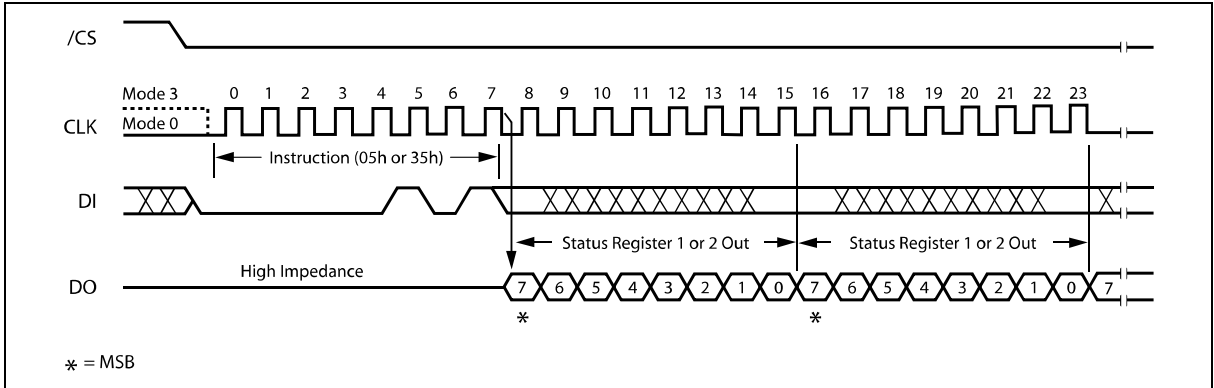 /CS
Mode 3
0 1 2 3 4 5 6 7 8 9 10 11 12 13 14 15 16 17 18 19 20 21 22 23
Mode 0
CLK
Instruction (05h or 35h)
DI
Status Register 1 or 2 Out
Status Register 1 or 2 Out
High Impedance
DO
7 6 5 4 3 2 1 0 7 6 5 4 3 2 1 0 7
* *
* = MSB